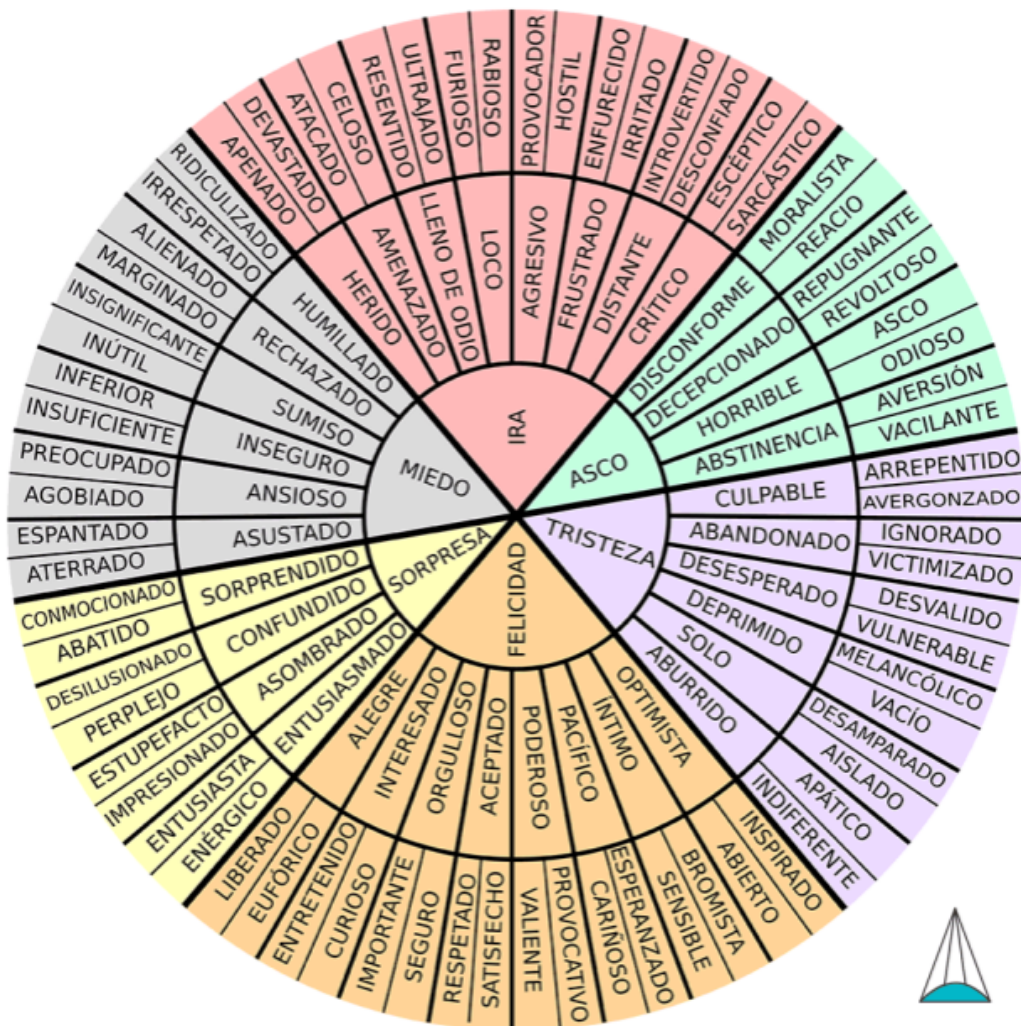 IRA
HERIDO
APENADO
DEVASTADO
AMENAZADO
ATACADO
CELOSO
LLENO DE ODIO
RESENTIDO
ULTRAJADO
LOCO
FURIOSO
RABIOSO
AGRESIVO
PROVOCADOR
HOSTIL
FRUSTRADO
ENFURECIDO
IRRITADO
DISTANTE
INTROVERTIDO
DESCONFIADO
CRÍTICO
ESCÉPTICO
SARCÁSTICO
ASCO
DISCONFORME
MORALISTA
REACIO
DECEPCIONADO
REPUGNANTE
REVOLTOSO
HORRIBLE
ASCO
ODIOSO
ABSTINENCIA
AVERSIÓN
VACILANTE
TRISTEZA
CULPABLE
ARREPENTIDO
AVERGONZADO
ABANDONADO
IGNORADO
VICTIMIZADO
DESESPERADO
DESVALIDO
VULNERABLE
DEPRIMIDO
MELANCÓLICO
VACÍO
SOLO
DESAMPARADO
AISLADO
ABURRIDO
APÁTICO
INDIFERENTE
FELICIDAD
OPTIMISTA
INSPIRADO
ABIERTO
ÍNTIMO
BROMISTA
SENSIBLE
PACÍFICO
ESPERANZADO
CARIÑOSO
PODEROSO
PROVOCATIVO
VALIENTE
ACEPTADO
SATISFECHO
RESPETADO
ORGULLOSO
SEGURO
IMPORTANTE
INTERESADO
CURIOSO
ENTRETENIDO
ALEGRE
EUFÓRICO
LIBERADO
SORPRESA
ENTUSIASMADO
ENÉRGICO
ENTUSIASTA
ASOMBRADO
IMPRESIONADO
ESTUPEFACTO
CONFUNDIDO
PERPLEJO
DESILUSIONADO
SORPRENDIDO
ABATIDO
CONMOCIONADO
MIEDO
ASUSTADO
ATERRADO
ESPANTADO
ANSIOSO
AGOBIADO
PREOCUPADO
INSEGURO
INSUFICIENTE
INFERIOR
SUMISO
INÚTIL
INSIGNIFICANTE
RECHAZADO
MARGINADO
ALIENADO
HUMILLADO
IRRESPETADO
RIDICULIZADO